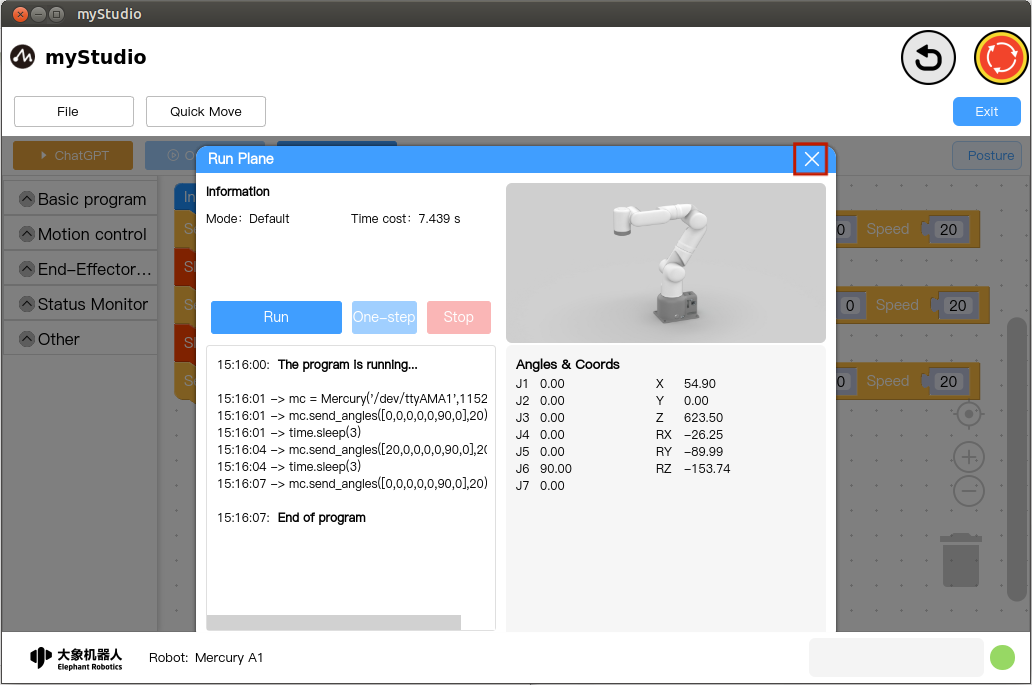 myStudio
myStudio
File
Quick Move
Exit
ChatGPT
Posture
Run Plane
Basic program
Motion control
End-Effector...
Status Monitor
Other
Information
Mode: Default
Time cost: 7.439 s
Run
One-step
Stop
15:16:00: The program is running...
15:16:01 -> mc = Mercury('/dev/ttyAMA1',1152
15:16:01 -> mc.send_angles([0,0,0,0,0,90,0],20)
15:16:01 -> time.sleep(3)
15:16:04 -> mc.send_angles([20,0,0,0,0,90,0],20
15:16:04 -> time.sleep(3)
15:16:07 -> mc.send_angles([0,0,0,0,0,90,0],20)
15:16:07: End of program
Angles & Coords
J1 0.00 X 54.90
J2 0.00 Y 0.00
J3 0.00 Z 623.50
J4 0.00 RX -26.25
J5 0.00 RY -89.99
J6 90.00 RZ -153.74
J7 0.00
0 Speed 20
0 Speed 20
0 Speed 20
大象机器人
Elephant Robotics
Robot: Mercury A1